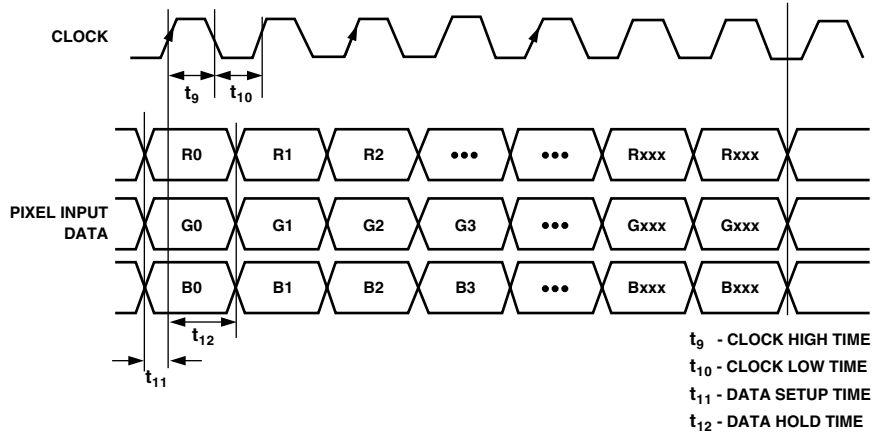 CLOCK
t9 t10
R0 R1 R2 ••• ••• Rxxx Rxxx
PIXEL INPUT
DATA
G0 G1 G2 G3 ••• Gxxx Gxxx
B0 B1 B2 B3 ••• Bxxx Bxxx
t12
t11
t9 - CLOCK HIGH TIME
t10 - CLOCK LOW TIME
t11 - DATA SETUP TIME
t12 - DATA HOLD TIME